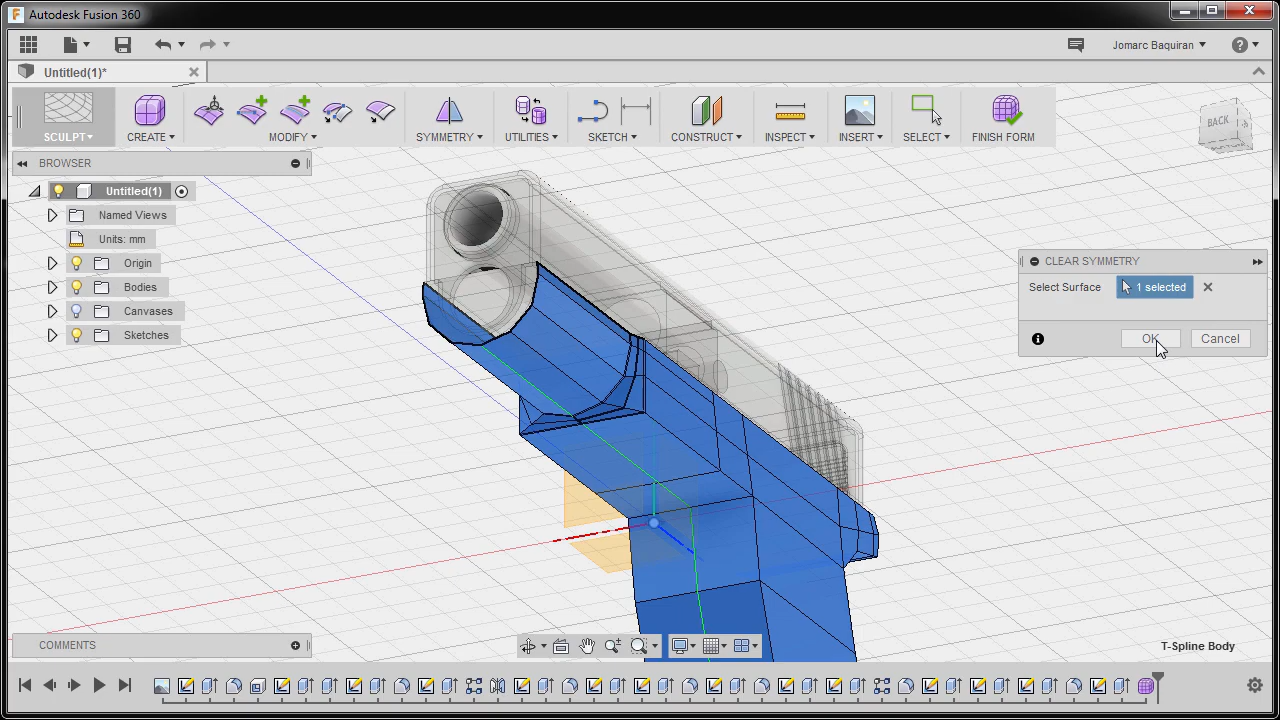 Autodesk Fusion 360
Jomarc Baquiran
Untitled(1)*
SCULPT
CREATE
MODIFY
SYMMETRY
UTILITIES
SKETCH
CONSTRUCT
INSPECT
INSERT
SELECT
FINISH FORM
BACK
BROWSER
Untitled(1)
Named Views
Units: mm
Origin
Bodies
Canvases
Sketches
CLEAR SYMMETRY
Select Surface
1 selected
OK
Cancel
COMMENTS
T-Spline Body